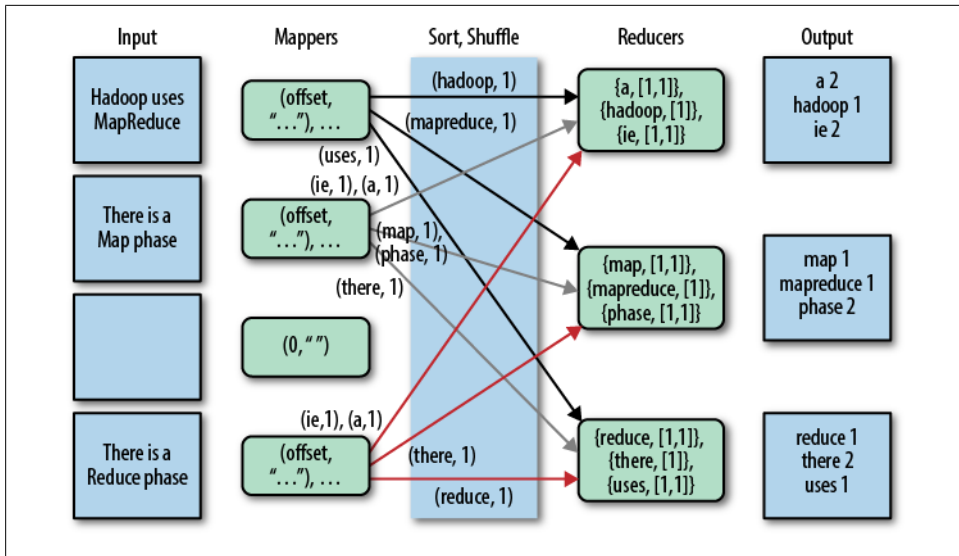 Input
Mappers
Sort, Shuffle
Reducers
Output
Hadoop uses
MapReduce
(offset,
“…”), …
(hadoop, 1)
(mapreduce, 1)
(uses, 1)
{a, [1,1]},
{hadoop, [1]},
{ie, [1,1]}
a 2
hadoop 1
ie 2
There is a
Map phase
(offset,
“…”), …
(ie, 1), (a, 1)
(map, 1),
(phase, 1)
(there, 1)
{map, [1,1]},
{mapreduce, [1]},
{phase, [1,1]}
map 1
mapreduce 1
phase 2
(0, “ ”)
There is a
Reduce phase
(offset,
“…”), …
(ie,1), (a,1)
(there, 1)
(reduce, 1)
{reduce, [1,1]},
{there, [1]},
{uses, [1,1]}
reduce 1
there 2
uses 1